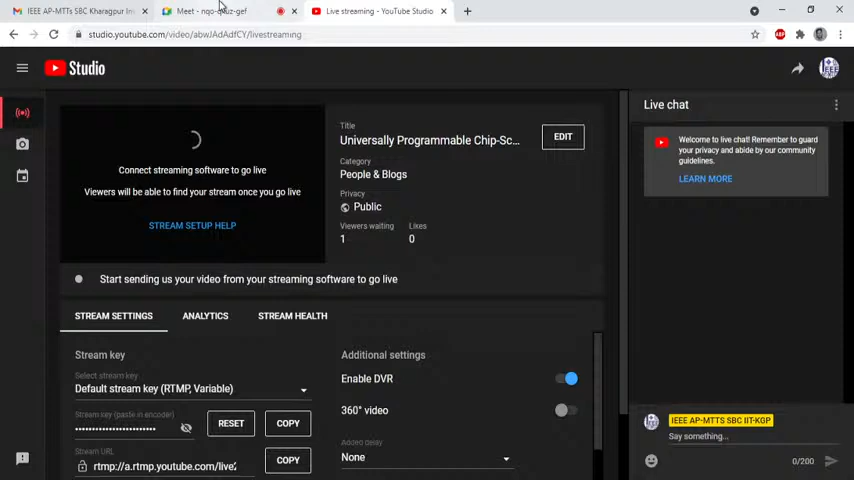 IEEE AP-MTTS SBC Kharagpur In
Meet - nqo-q
uz-gef
Live streaming - YouTube Studio
studio.youtube.com/video/abwJAdAdfCY/livestreaming
ABP
Studio
Connect streaming software to go live
Viewers will be able to find your stream once you go live
STREAM SETUP HELP
Title
Universally Programmable Chip-Sc...
EDIT
Category
People & Blogs
Privacy
Public
Viewers waiting
Likes
1
0
Start sending us your video from your streaming software to go live
STREAM SETTINGS
ANALYTICS
STREAM HEALTH
Stream key
Select stream key
Default stream key (RTMP, Variable)
Stream key (paste in encoder)
••••••••••••••••••••••••
RESET
COPY
Stream URL
rtmp://a.rtmp.youtube.com/live2
COPY
Additional settings
Enable DVR
360° video
Added delay
None
Live chat
Welcome to live chat! Remember to guard
your privacy and abide by our community
guidelines.
LEARN MORE
IEEE AP-MTTS SBC IIT-KGP
Say something...
0/200